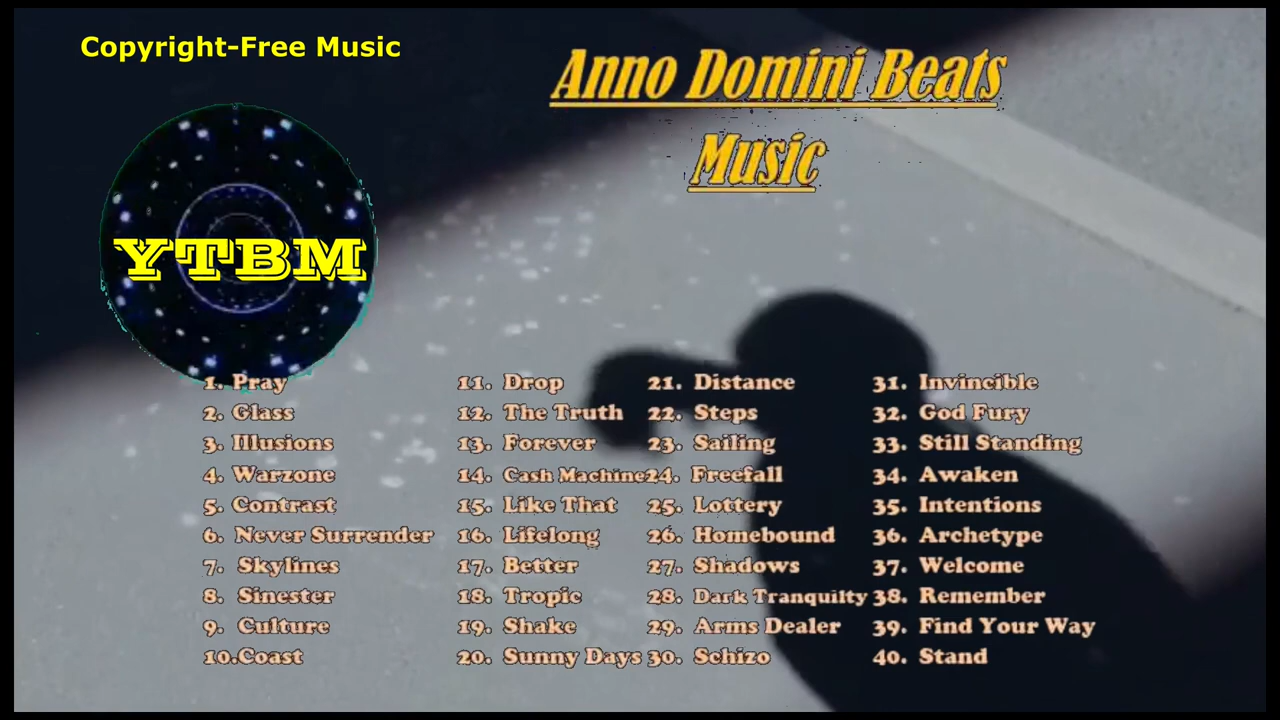 Copyright-Free Music
Anno Domini Beats
Music
YTBM
1. Pray
2. Glass
3. Illusions
4. Warzone
5. Contrast
6. Never Surrender
7. Skylines
8. Sinester
9. Culture
10.Coast
11. Drop
12. The Truth
13. Forever
14. Cash Machine
15. Like That
16. Lifelong
17. Better
18. Tropic
19. Shake
20. Sunny Days
21. Distance
22. Steps
23. Sailing
24. Freefall
25. Lottery
26. Homebound
27. Shadows
28. Dark Tranquilty
29. Arms Dealer
30. Schizo
31. Invincible
32. God Fury
33. Still Standing
34. Awaken
35. Intentions
36. Archetype
37. Welcome
38. Remember
39. Find Your Way
40. Stand